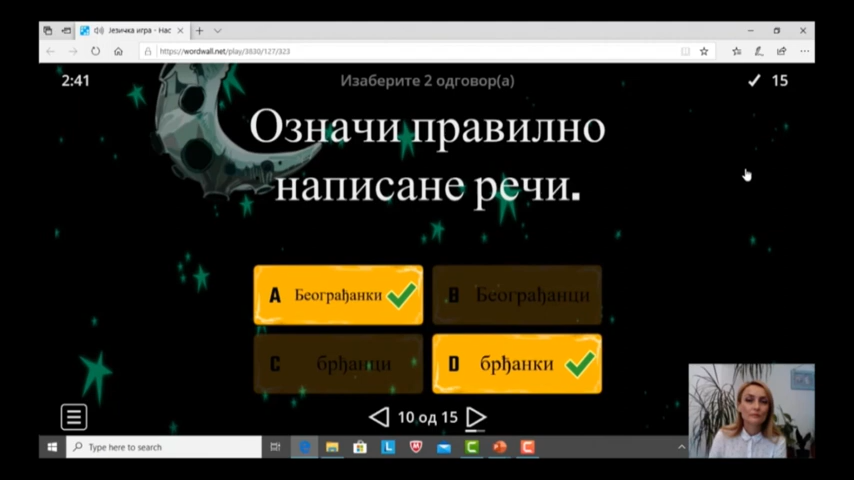 Језичка игра - Нас
https://wordwall.net/play/3830/127/323
2:41
Изаберите 2 одговор(а)
15
Означи правилно
написане речи.
A Београђанки
B Београђанци
C брђанци
D брђанки
10 од 15
Type here to search